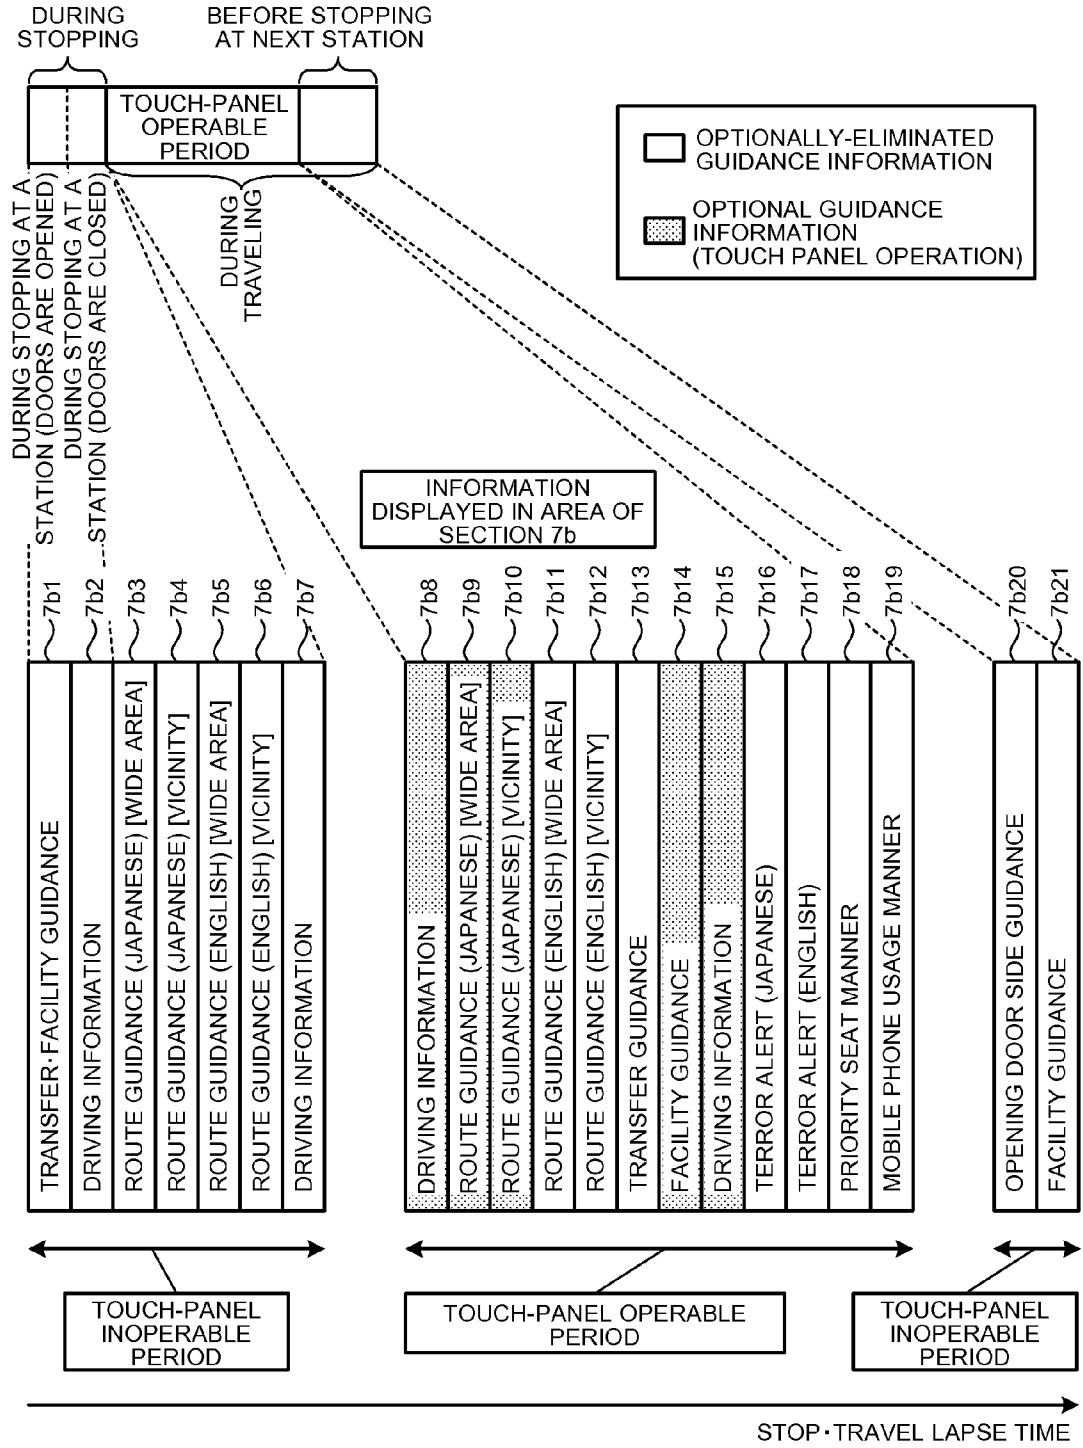 DURING
STOPPING
BEFORE STOPPING
AT NEXT STATION
TOUCH-PANEL
OPERABLE
PERIOD
OPTIONALLY-ELIMINATED
GUIDANCE INFORMATION
OPTIONAL GUIDANCE
INFORMATION
(TOUCH PANEL OPERATION)
DURING STOPPING AT A
STATION (DOORS ARE OPENED)
DURING STOPPING AT A
STATION (DOORS ARE CLOSED)
DURING
TRAVELING
INFORMATION
DISPLAYED IN AREA OF
SECTION 7b
7b1
7b2
7b3
7b4
7b5
7b6
7b7
7b8
7b9
7b10
7b11
7b12
7b13
7b14
7b15
7b16
7b17
7b18
7b19
7b20
7b21
TRANSFER·FACILITY GUIDANCE
DRIVING INFORMATION
ROUTE GUIDANCE (JAPANESE) [WIDE AREA]
ROUTE GUIDANCE (JAPANESE) [VICINITY]
ROUTE GUIDANCE (ENGLISH) [WIDE AREA]
ROUTE GUIDANCE (ENGLISH) [VICINITY]
DRIVING INFORMATION
DRIVING INFORMATION
ROUTE GUIDANCE (JAPANESE) [WIDE AREA]
ROUTE GUIDANCE (JAPANESE) [VICINITY]
ROUTE GUIDANCE (ENGLISH) [WIDE AREA]
ROUTE GUIDANCE (ENGLISH) [VICINITY]
TRANSFER GUIDANCE
FACILITY GUIDANCE
DRIVING INFORMATION
TERROR ALERT (JAPANESE)
TERROR ALERT (ENGLISH)
PRIORITY SEAT MANNER
MOBILE PHONE USAGE MANNER
OPENING DOOR SIDE GUIDANCE
FACILITY GUIDANCE
TOUCH-PANEL
INOPERABLE
PERIOD
TOUCH-PANEL OPERABLE
PERIOD
TOUCH-PANEL
INOPERABLE
PERIOD
STOP·TRAVEL LAPSE TIME